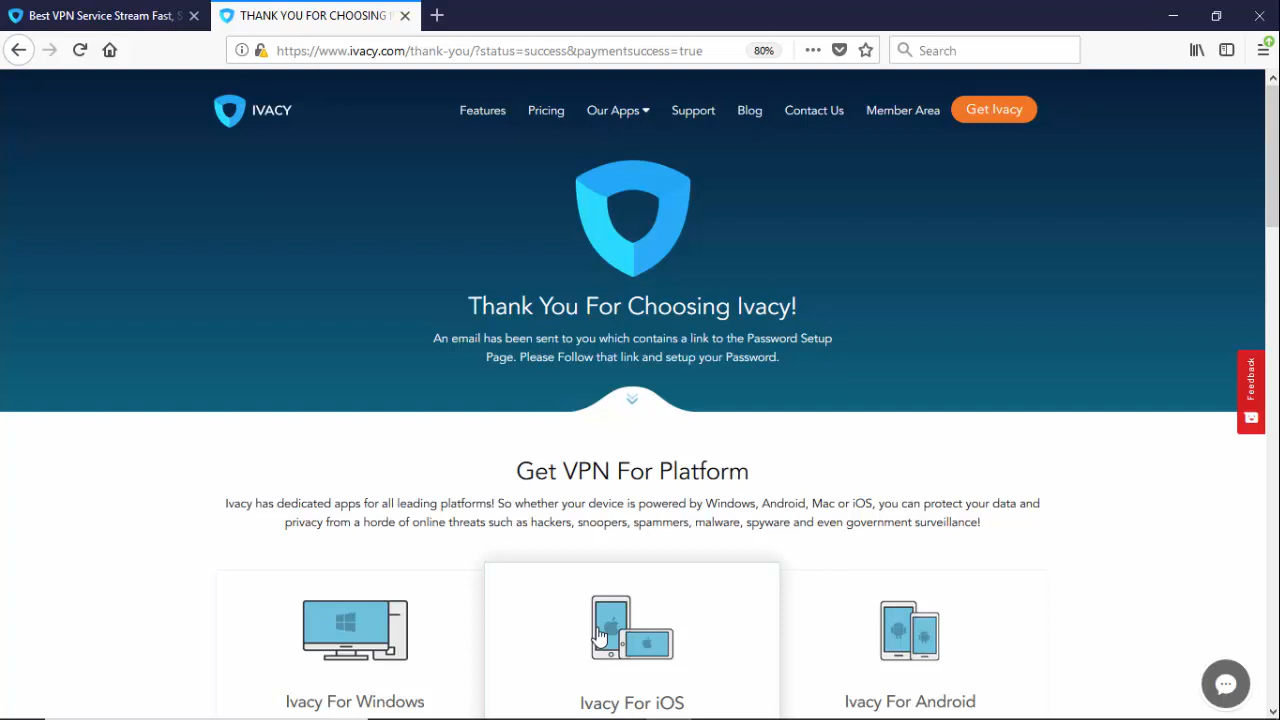 Best VPN Service Stream Fast, S
THANK YOU FOR CHOOSING I
https://www.ivacy.com/thank-you/?status=success&paymentsuccess=true
80%
Search
IVACY
Features
Pricing
Our Apps
Support
Blog
Contact Us
Member Area
Get Ivacy
Thank You For Choosing Ivacy!
An email has been sent to you which contains a link to the Password Setup
Page. Please Follow that link and setup your Password.
Feedback
Get VPN For Platform
Ivacy has dedicated apps for all leading platforms! So whether your device is powered by Windows, Android, Mac or iOS, you can protect your data and
privacy from a horde of online threats such as hackers, snoopers, spammers, malware, spyware and even government surveillance!
Ivacy For Windows
Ivacy For iOS
Ivacy For Android